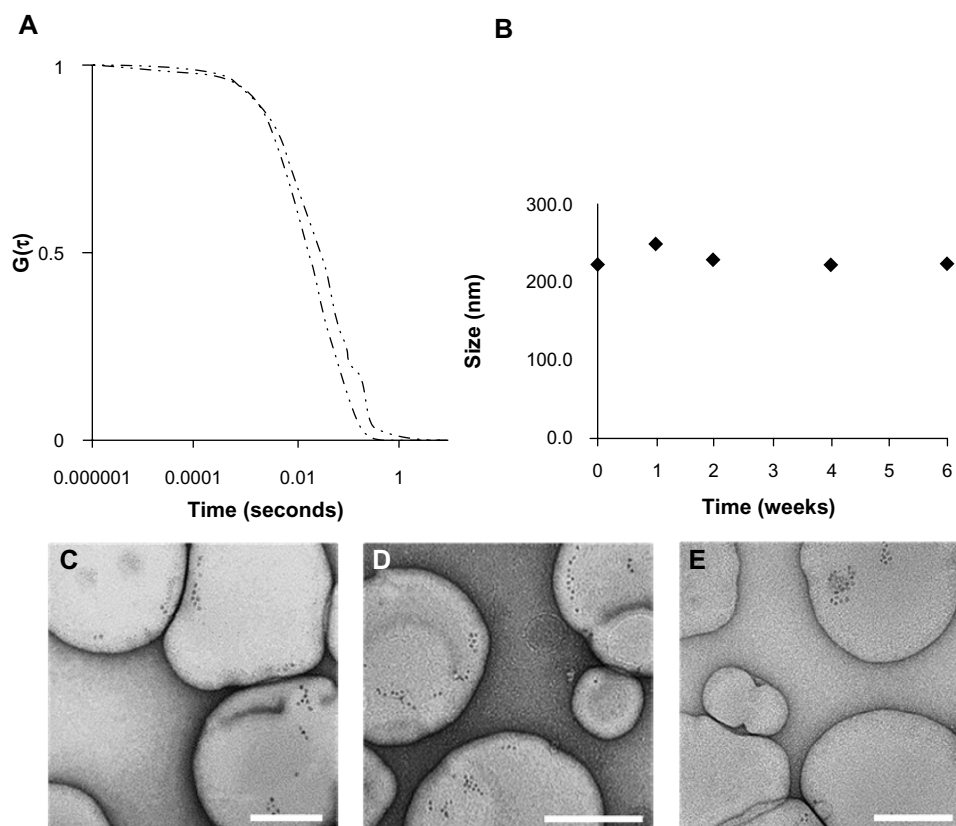 A
1
0.5
0
G(τ)
0.000001 0.0001 0.01 1
Time (seconds)
B
300.0
200.0
100.0
0.0
Size (nm)
0 1 2 3 4 5 6
Time (weeks)
C
D
E